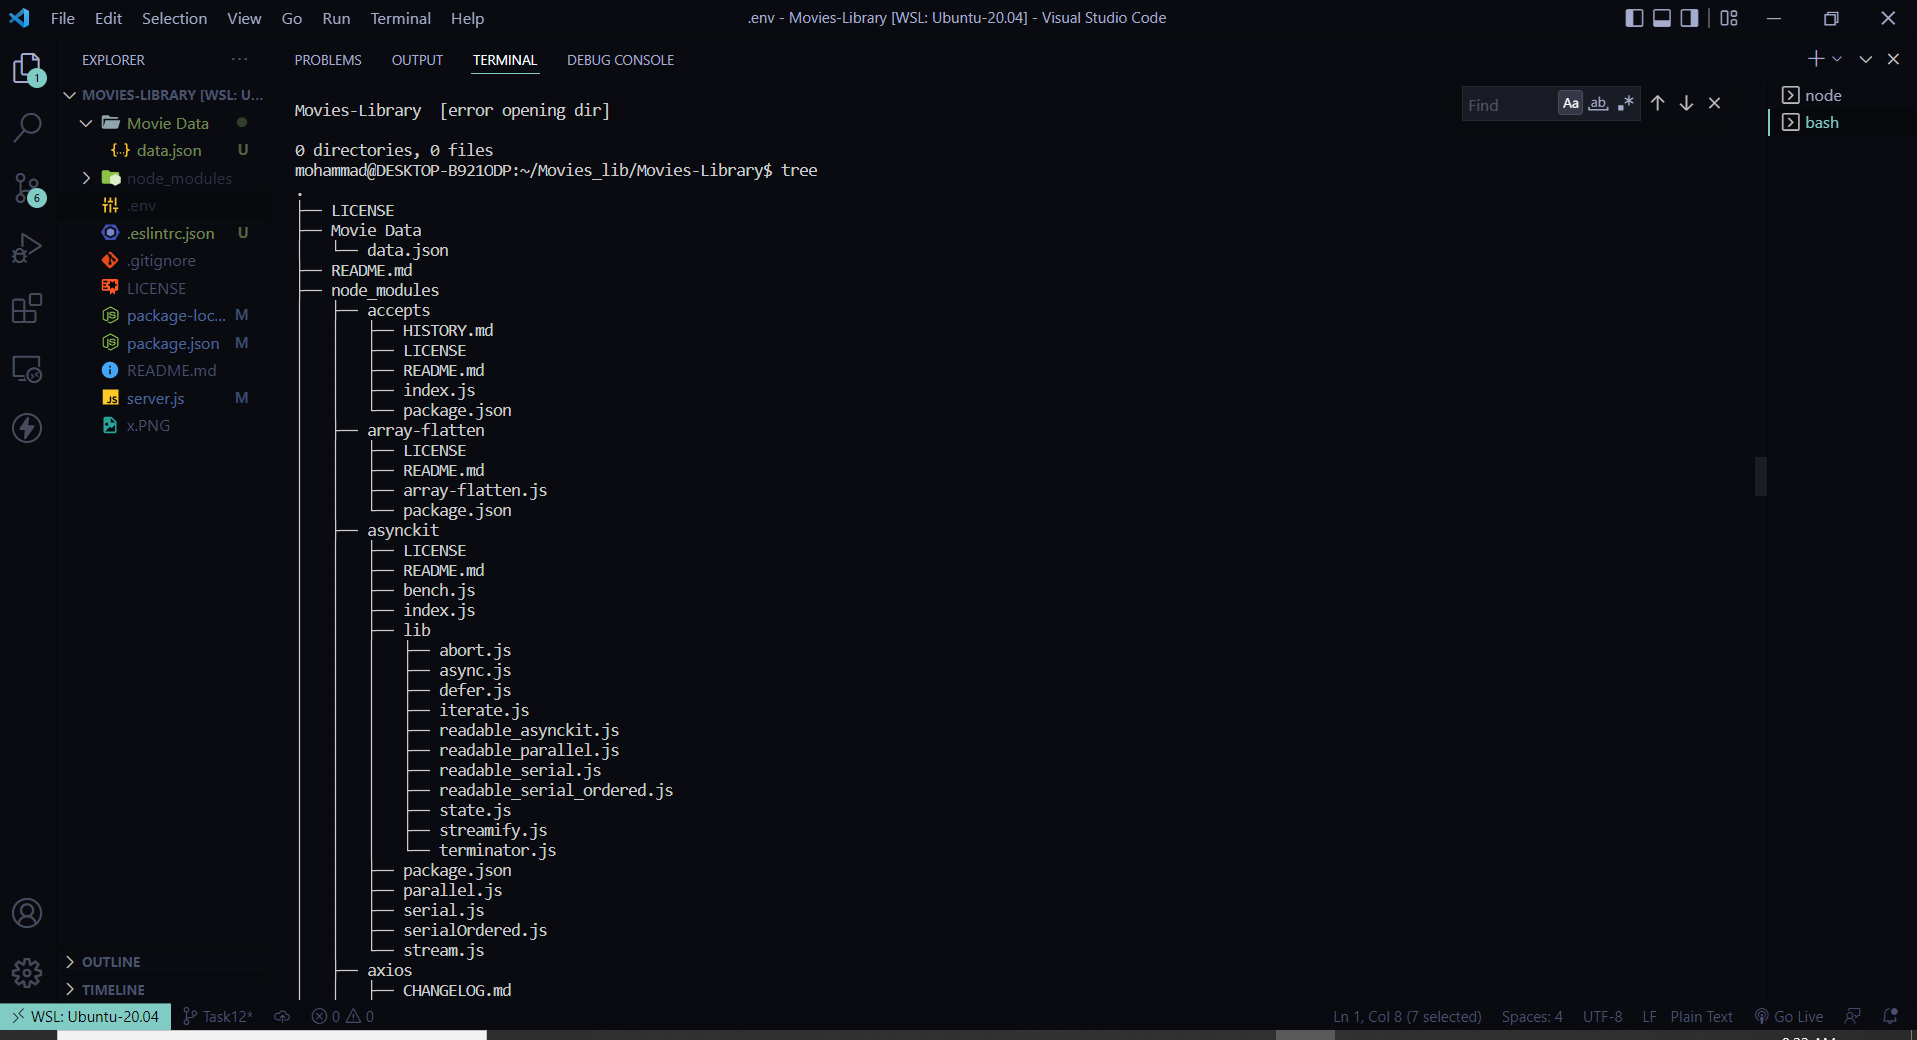 File Edit Selection View Go Run Terminal Help
.env - Movies-Library [WSL: Ubuntu-20.04] - Visual Studio Code
EXPLORER ...
1
6
MOVIES-LIBRARY [WSL: U...
Movie Data
data.json U
node_modules
.env
.eslintrc.json U
.gitignore
LICENSE
package-loc... M
package.json M
README.md
server.js M
x.PNG
OUTLINE
TIMELINE
PROBLEMS OUTPUT TERMINAL DEBUG CONSOLE
Find Aa ab .*
node
bash
Movies-Library [error opening dir]
0 directories, 0 files
mohammad@DESKTOP-B921ODP:~/Movies_lib/Movies-Library$ tree
.
├── LICENSE
├── Movie Data
│   └── data.json
├── README.md
├── node_modules
│   ├── accepts
│   │   ├── HISTORY.md
│   │   ├── LICENSE
│   │   ├── README.md
│   │   ├── index.js
│   │   └── package.json
│   ├── array-flatten
│   │   ├── LICENSE
│   │   ├── README.md
│   │   ├── array-flatten.js
│   │   └── package.json
│   ├── asynckit
│   │   ├── LICENSE
│   │   ├── README.md
│   │   ├── bench.js
│   │   ├── index.js
│   │   ├── lib
│   │   │   ├── abort.js
│   │   │   ├── async.js
│   │   │   ├── defer.js
│   │   │   ├── iterate.js
│   │   │   ├── readable_asynckit.js
│   │   │   ├── readable_parallel.js
│   │   │   ├── readable_serial.js
│   │   │   ├── readable_serial_ordered.js
│   │   │   ├── state.js
│   │   │   ├── streamify.js
│   │   │   └── terminator.js
│   │   ├── package.json
│   │   ├── parallel.js
│   │   ├── serial.js
│   │   ├── serialOrdered.js
│   │   └── stream.js
│   ├── axios
│   │   ├── CHANGELOG.md
WSL: Ubuntu-20.04 Task12* 0 0 Ln 1, Col 8 (7 selected) Spaces: 4 UTF-8 LF Plain Text Go Live